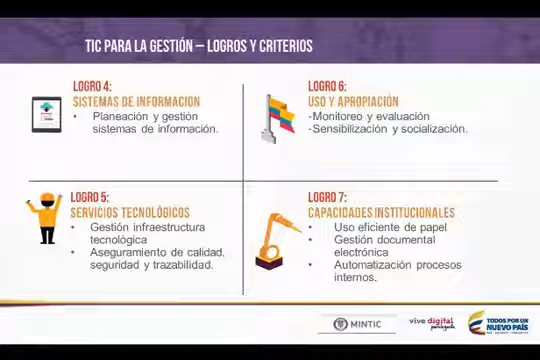 TIC PARA LA GESTIÓN – LOGROS Y CRITERIOS
LOGRO 4:
SISTEMAS DE INFORMACION
• Planeación y gestión
sistemas de información.
LOGRO 6:
USO Y APROPIACIÓN
-Monitoreo y evaluación
-Sensibilización y socialización.
LOGRO 5:
SERVICIOS TECNOLÓGICOS
• Gestión infraestructura
tecnológica
• Aseguramiento de calidad,
seguridad y trazabilidad.
LOGRO 7:
CAPACIDADES INSTITUCIONALES
• Uso eficiente de papel
• Gestión documental
electrónica
• Automatización procesos
internos.
MINTIC
vive digital
TODOS POR UN
NUEVO PAÍS
PAZ EQUIDAD EDUCACIÓN